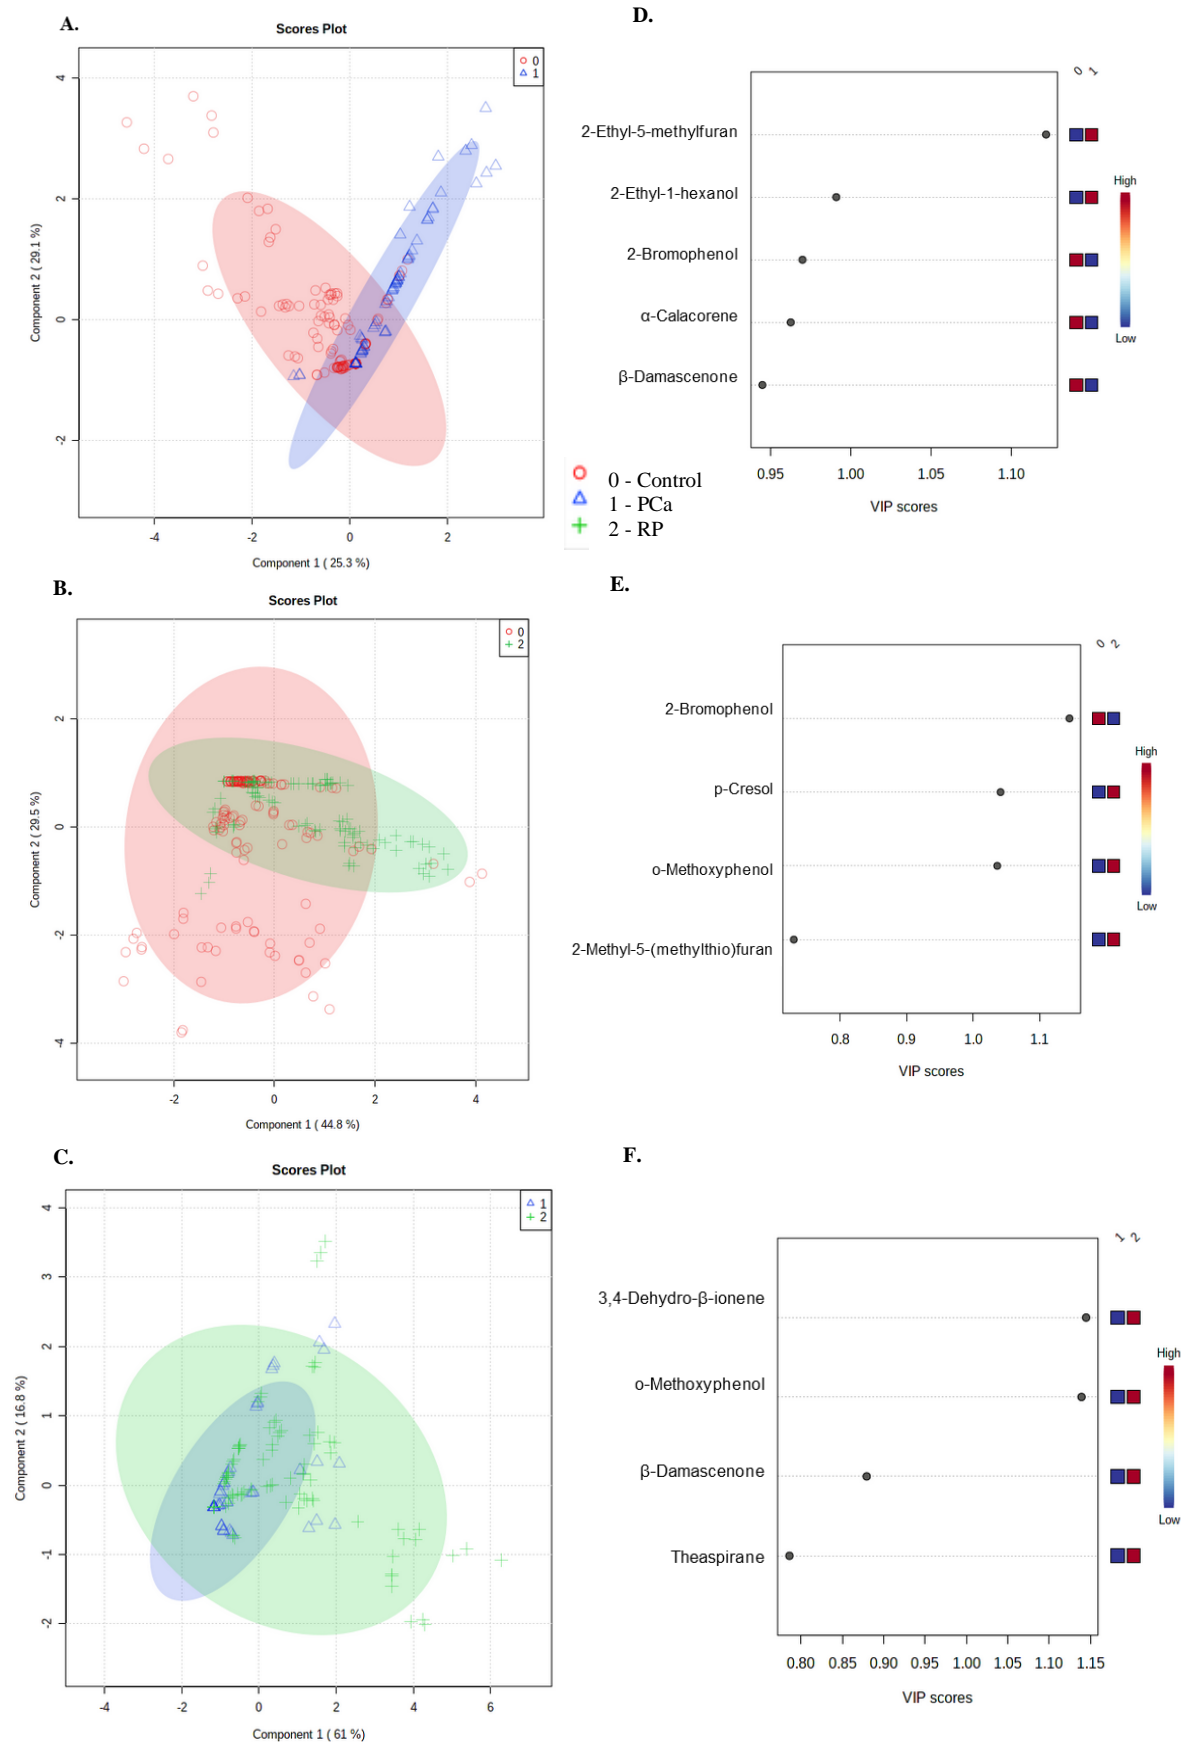 A.
Scores Plot
0
1
4
2
0
-2
Component 2 ( 29.1 %)
-4
-2
0
2
Component 1 ( 25.3 %)
D.
0 1
2-Ethyl-5-methylfuran
2-Ethyl-1-hexanol
2-Bromophenol
α-Calacorene
β-Damascenone
High
Low
0.95
1.00
1.05
1.10
VIP scores
0 - Control
1 - PCa
2 - RP
B.
Scores Plot
0
2
2
0
-2
-4
Component 2 ( 29.5 %)
-2
0
2
4
Component 1 ( 44.8 %)
E.
0 2
2-Bromophenol
p-Cresol
o-Methoxyphenol
2-Methyl-5-(methylthio)furan
High
Low
0.8
0.9
1.0
1.1
VIP scores
C.
Scores Plot
1
2
4
3
2
1
0
-1
-2
Component 2 ( 16.8 %)
-4
-2
0
2
4
6
Component 1 ( 61 %)
F.
1 2
3,4-Dehydro-β-ionene
o-Methoxyphenol
β-Damascenone
Theaspirane
High
Low
0.80
0.85
0.90
0.95
1.00
1.05
1.10
1.15
VIP scores